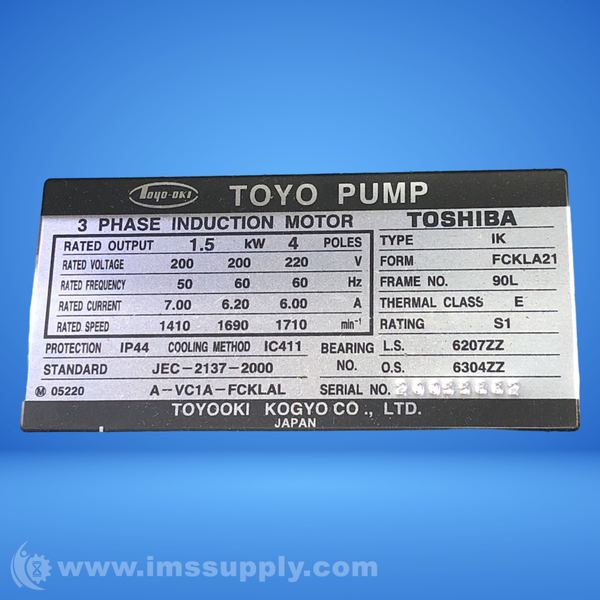 Toyo-OKI TOYO PUMP
3 PHASE INDUCTION MOTOR TOSHIBA
RATED OUTPUT 1.5 kW 4 POLES
RATED VOLTAGE 200 200 220 V
RATED FREQUENCY 50 60 60 Hz
RATED CURRENT 7.00 6.20 6.00 A
RATED SPEED 1410 1690 1710 min⁻¹
TYPE IK
FORM FCKLA21
FRAME NO. 90L
THERMAL CLASS E
RATING S1
PROTECTION IP44 COOLING METHOD IC411
STANDARD JEC-2137-2000
BEARING NO. L.S. 6207ZZ
O.S. 6304ZZ
M 05220 A-VC1A-FCKLAL SERIAL NO.
TOYOOKI KOGYO CO., LTD.
JAPAN
www.imssupply.com